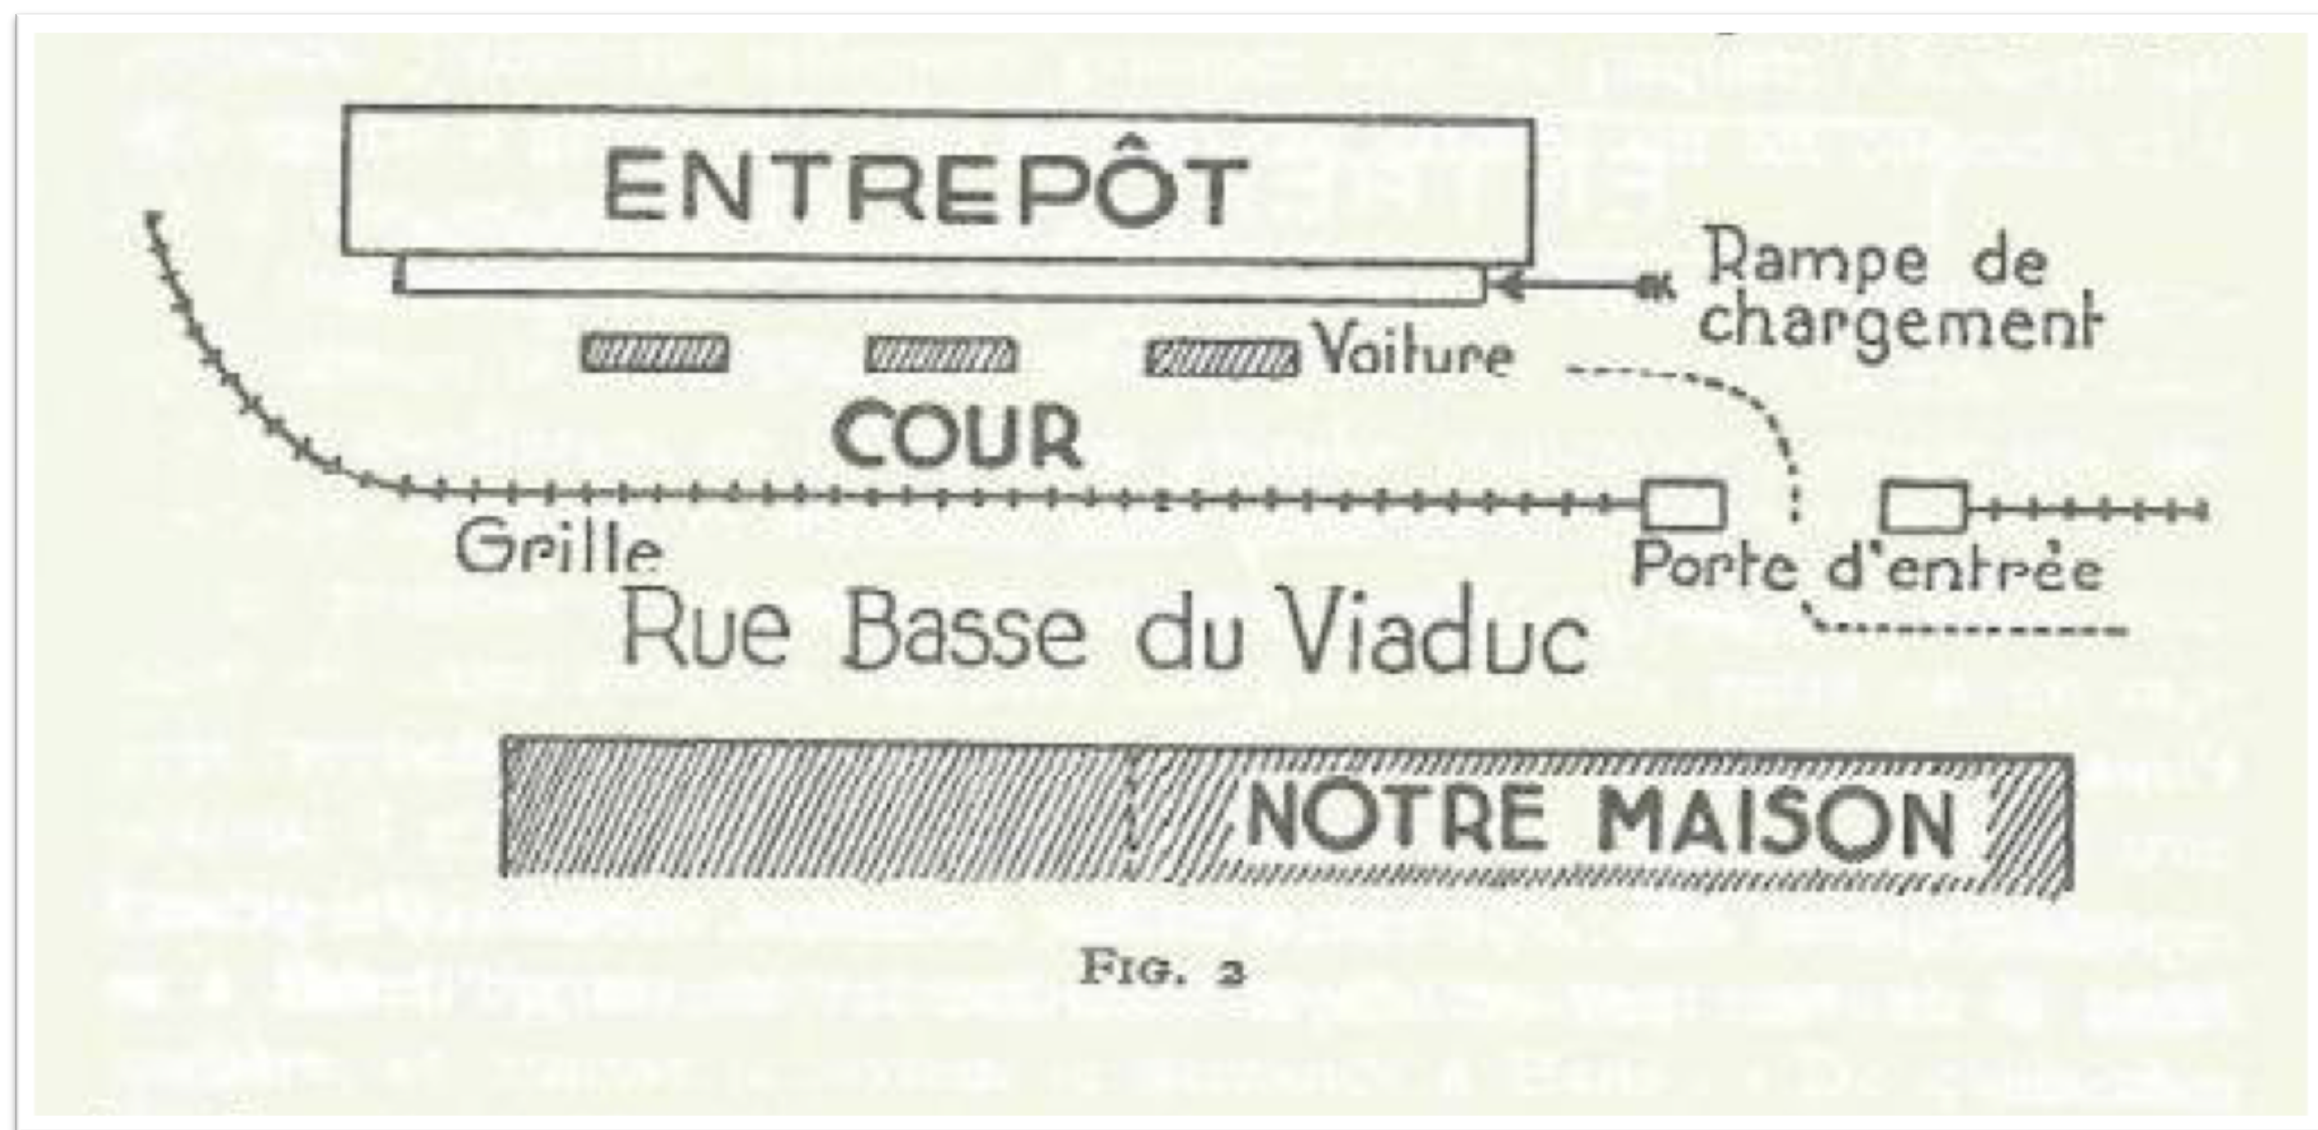 ENTREPÔT
Rampe de
chargement
Voiture
COUR
Grille
Porte d'entrée
Rue Basse du Viaduc
NOTRE MAISON
FIG. 2